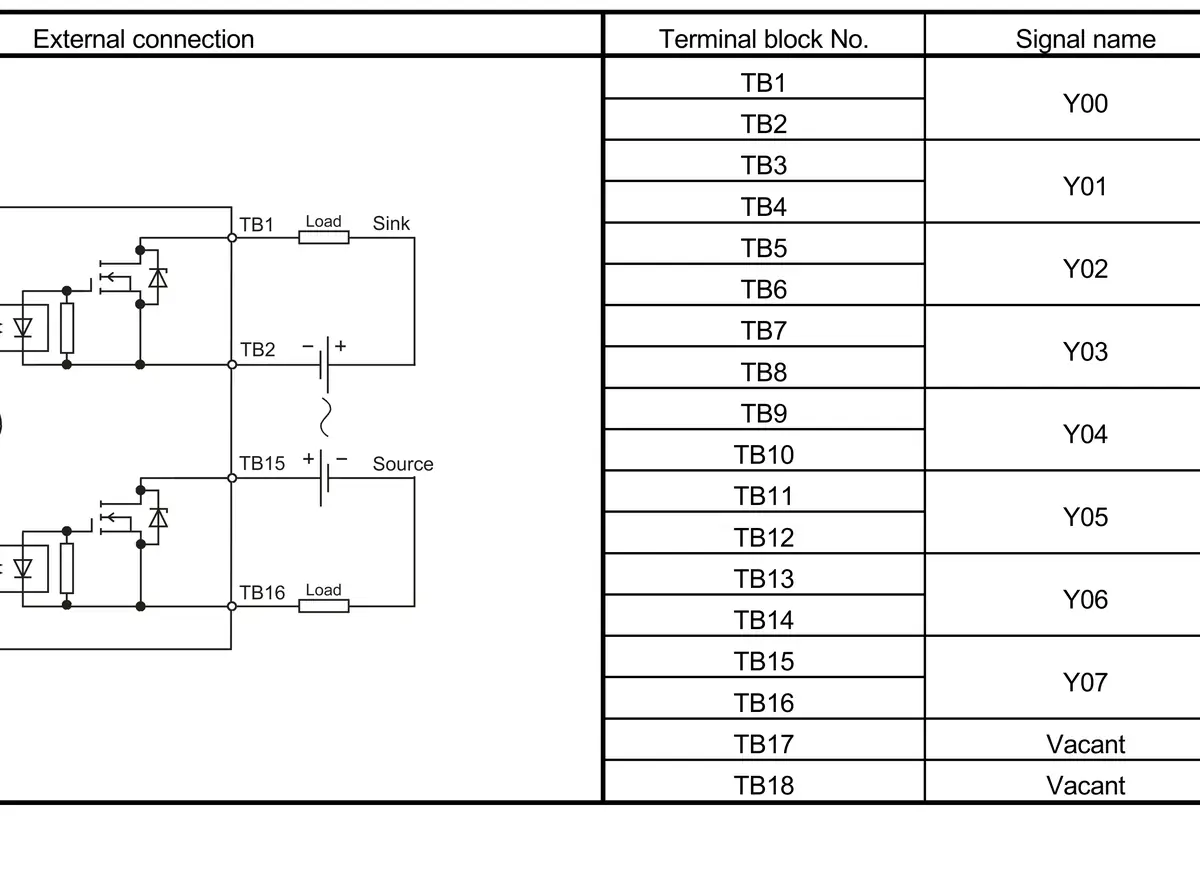 External connection
Terminal block No.
Signal name
TB1
Load
Sink
TB2
− +
TB15
+ −
Source
TB16
Load
TB1
Y00
TB2
TB3
Y01
TB4
TB5
Y02
TB6
TB7
Y03
TB8
TB9
Y04
TB10
TB11
Y05
TB12
TB13
Y06
TB14
TB15
Y07
TB16
TB17
Vacant
TB18
Vacant